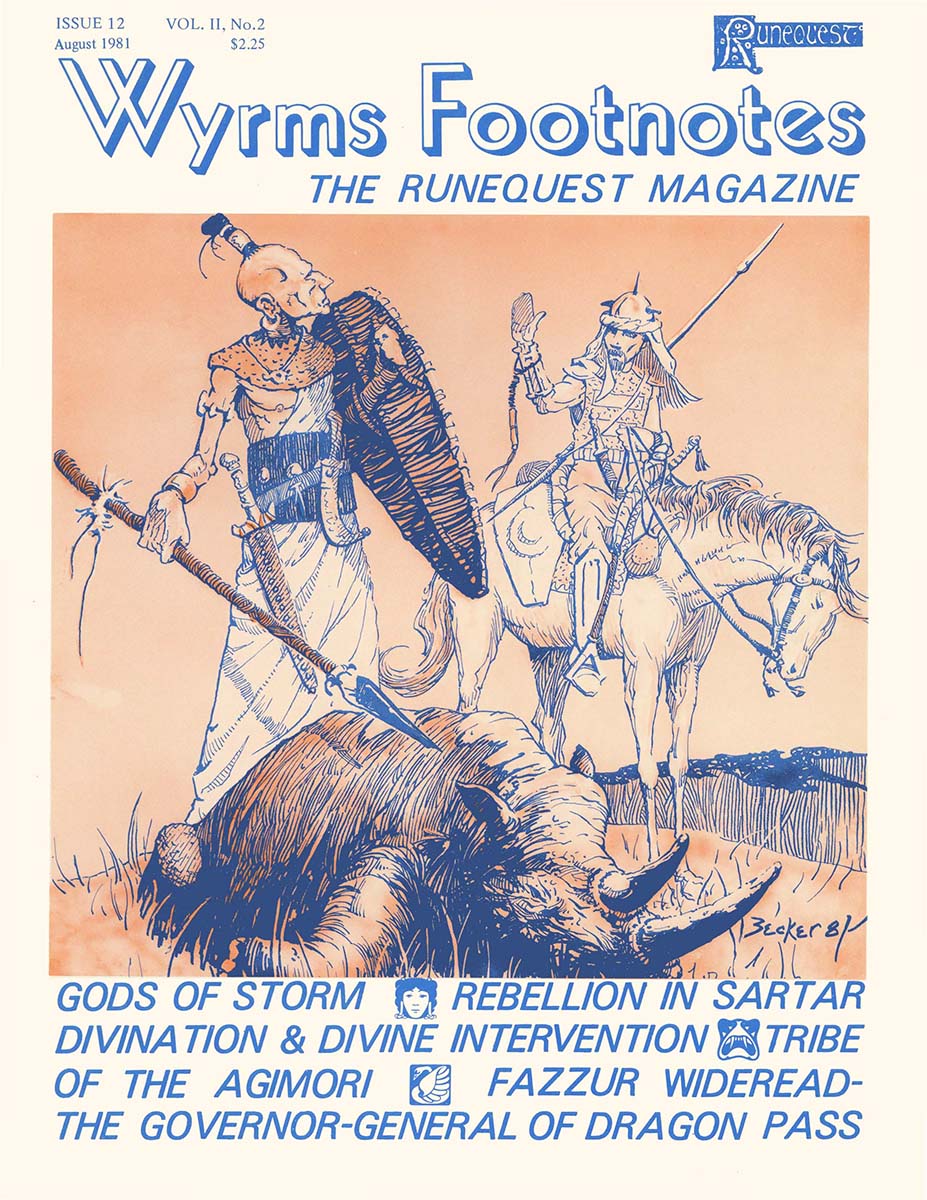 ISSUE 12 VOL. II, No.2
August 1981 $2.25
RUNEQUEST
Wyrms Footnotes
THE RUNEQUEST MAGAZINE
BECKER 81
GODS OF STORM REBELLION IN SARTAR
DIVINATION & DIVINE INTERVENTION TRIBE
OF THE AGIMORI FAZZUR WIDEREAD-
THE GOVERNOR-GENERAL OF DRAGON PASS